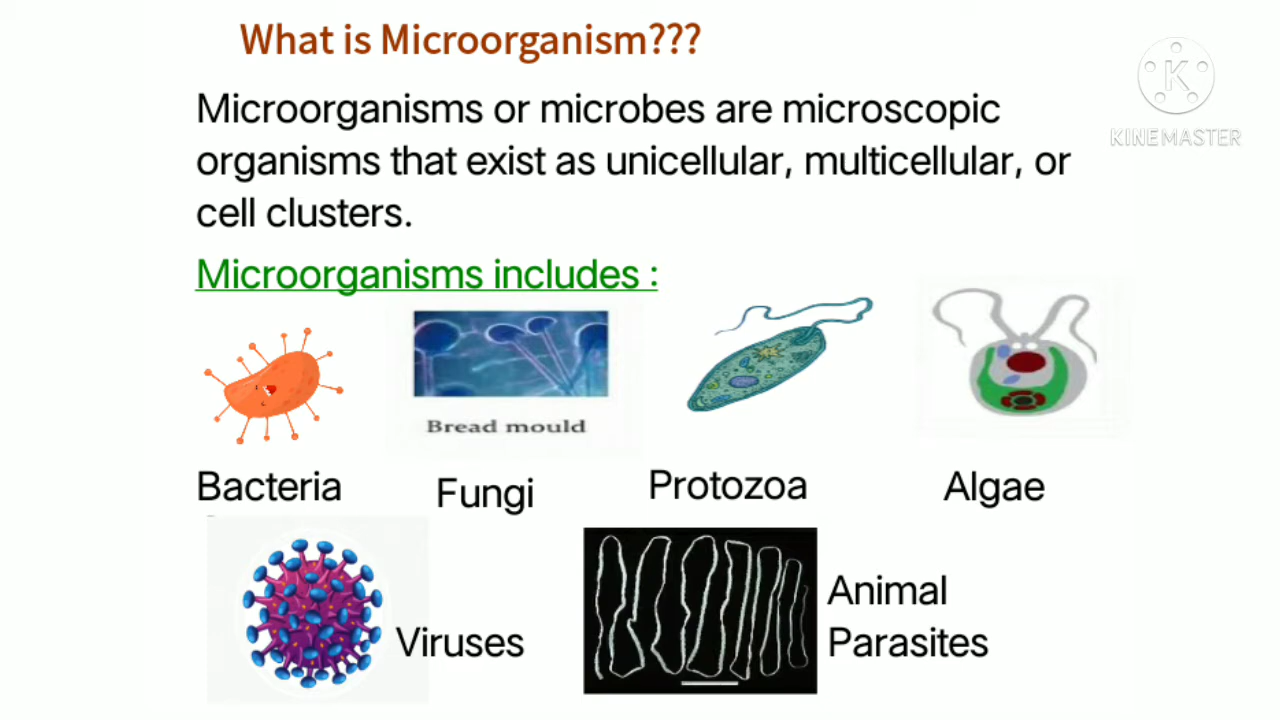 What is Microorganism???
K
KINEMASTER
Microorganisms or microbes are microscopic
organisms that exist as unicellular, multicellular, or
cell clusters.
Microorganisms includes :
Bread mould
Bacteria
Fungi
Protozoa
Algae
Viruses
Animal
Parasites